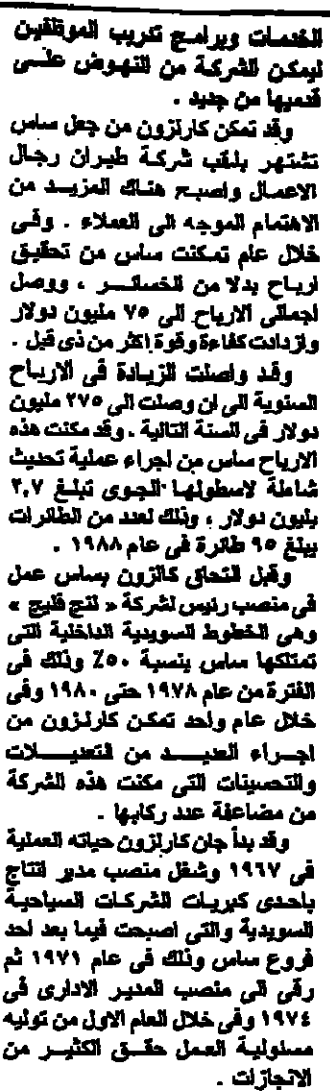 الخدمات وبرامج تدريب الموظفين
ليمكن للشركة من النهوض على
قدميها من جديد .
وقد تمكن كارلزون من جعل ساس
تشتهر بلقب شركة طيران رجال
الاعمال واصبح هناك المزيد من
الاهتمام الموجه الى العملاء . وفى
خلال عام تمكنت ساس من تحقيق
ارباح بدلا من الخسائر ، ووصل
اجمالى الارباح الى ٧٥ مليون دولار
وازدادت كفاءة وقوة اكثر من ذى قبل .
وقد واصلت الزيادة فى الارباح
السنوية الى ان وصلت الى ٢٧٥ مليون
دولار فى السنة التالية . وقد مكنت هذه
الارباح ساس من اجراء عملية تحديث
شاملة لاسطولها الجوى تبلغ ٢,٧
بليون دولار ، وذلك لعدد من الطائرات
يبلغ ٩٥ طائرة فى عام ١٩٨٨ .
وقبل التحاق كالزون بساس عمل
فى منصب رئيس لشركة « لنج فليج »
وهى الخطوط السويدية الداخلية التى
تمتلكها ساس بنسبة ٥٠٪ وذلك فى
الفترة من عام ١٩٧٨ حتى ١٩٨٠ وفى
خلال عام واحد تمكن كارلزون من
اجراء العديد من التعديلات
والتحسينات التى مكنت هذه الشركة
من مضاعفة عدد ركابها .
وقد بدأ جان كارلزون حياته العملية
فى ١٩٦٧ وشغل منصب مدير انتاج
باحدى كبريات الشركات السياحية
السويدية والتى اصبحت فيما بعد احد
فروع ساس وذلك فى عام ١٩٧١ ثم
رقى الى منصب المدير الادارى فى
١٩٧٤ وفى خلال العام الاول من توليه
مسئولية العمل حقق الكثير من
الانجازات .